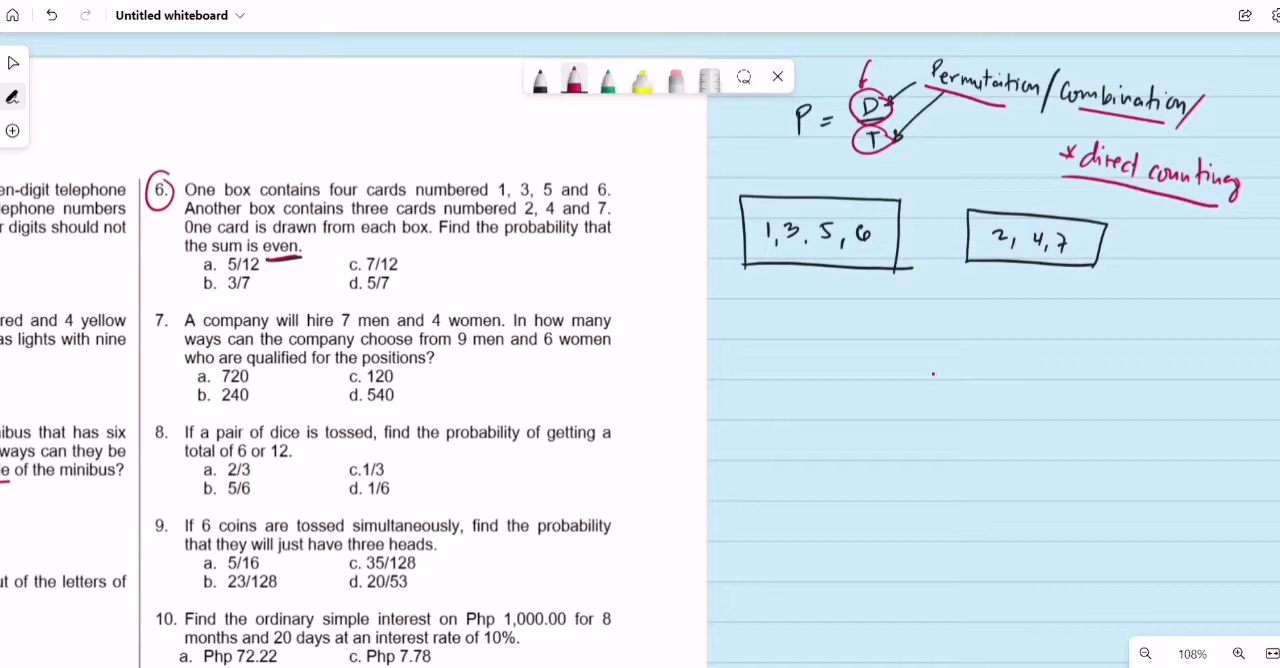 Untitled whiteboard
en-digit telephone
lephone numbers
r digits should not
red and 4 yellow
as lights with nine
ibus that has six
ways can they be
e of the minibus?
ut of the letters of
6. One box contains four cards numbered 1, 3, 5 and 6.
Another box contains three cards numbered 2, 4 and 7.
One card is drawn from each box. Find the probability that
the sum is even.
a. 5/12 c. 7/12
b. 3/7 d. 5/7
7. A company will hire 7 men and 4 women. In how many
ways can the company choose from 9 men and 6 women
who are qualified for the positions?
a. 720 c. 120
b. 240 d. 540
8. If a pair of dice is tossed, find the probability of getting a
total of 6 or 12.
a. 2/3 c.1/3
b. 5/6 d. 1/6
9. If 6 coins are tossed simultaneously, find the probability
that they will just have three heads.
a. 5/16 c. 35/128
b. 23/128 d. 20/53
10. Find the ordinary simple interest on Php 1,000.00 for 8
months and 20 days at an interest rate of 10%.
a. Php 72.22 c. Php 7.78
Permutation/Combination/
P = D
T
* direct counting
1, 3, 5, 6
2, 4, 7
108%